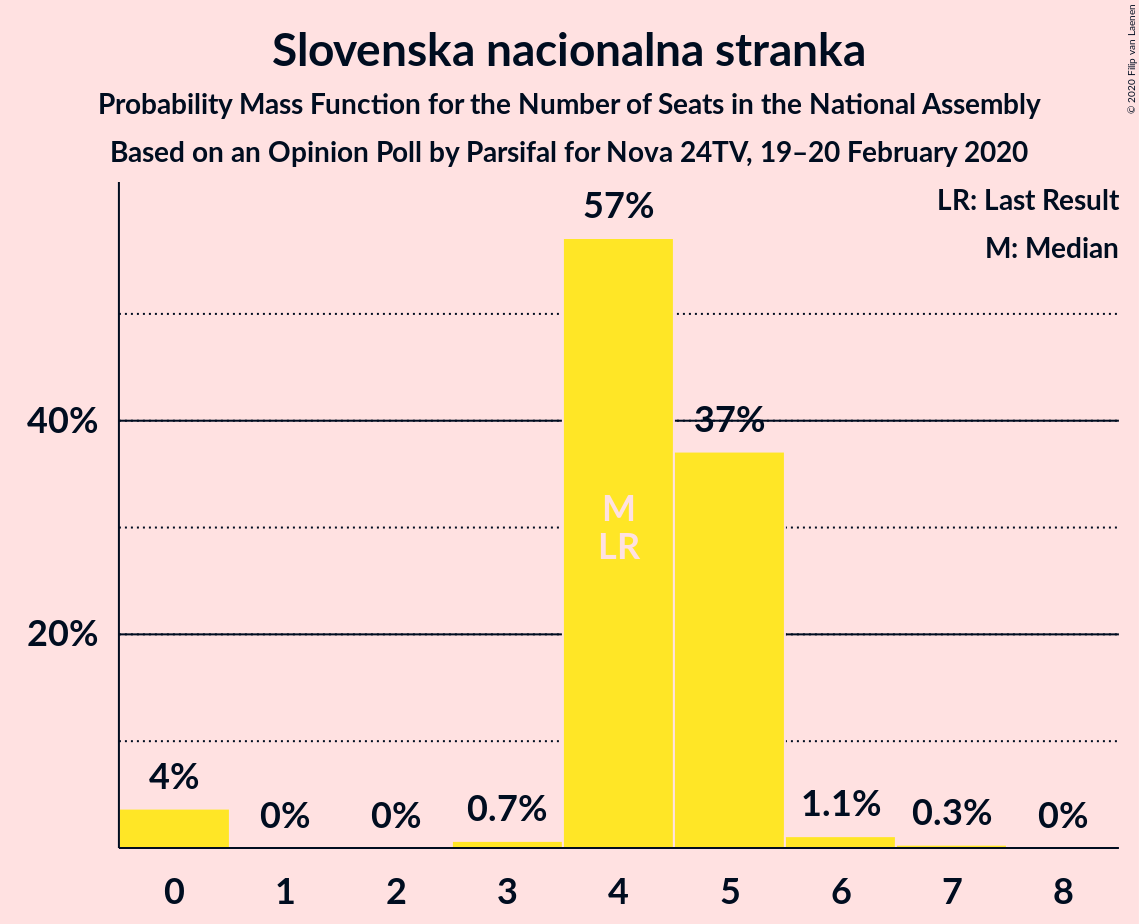 Slovenska nacionalna stranka
Probability Mass Function for the Number of Seats in the National Assembly
Based on an Opinion Poll by Parsifal for Nova 24TV, 19–20 February 2020
© 2020 Filip van Laenen
LR: Last Result
M: Median
57%
40%
37%
M
LR
20%
4%
0%
0%
0.7%
1.1%
0.3%
0%
0 1 2 3 4 5 6 7 8